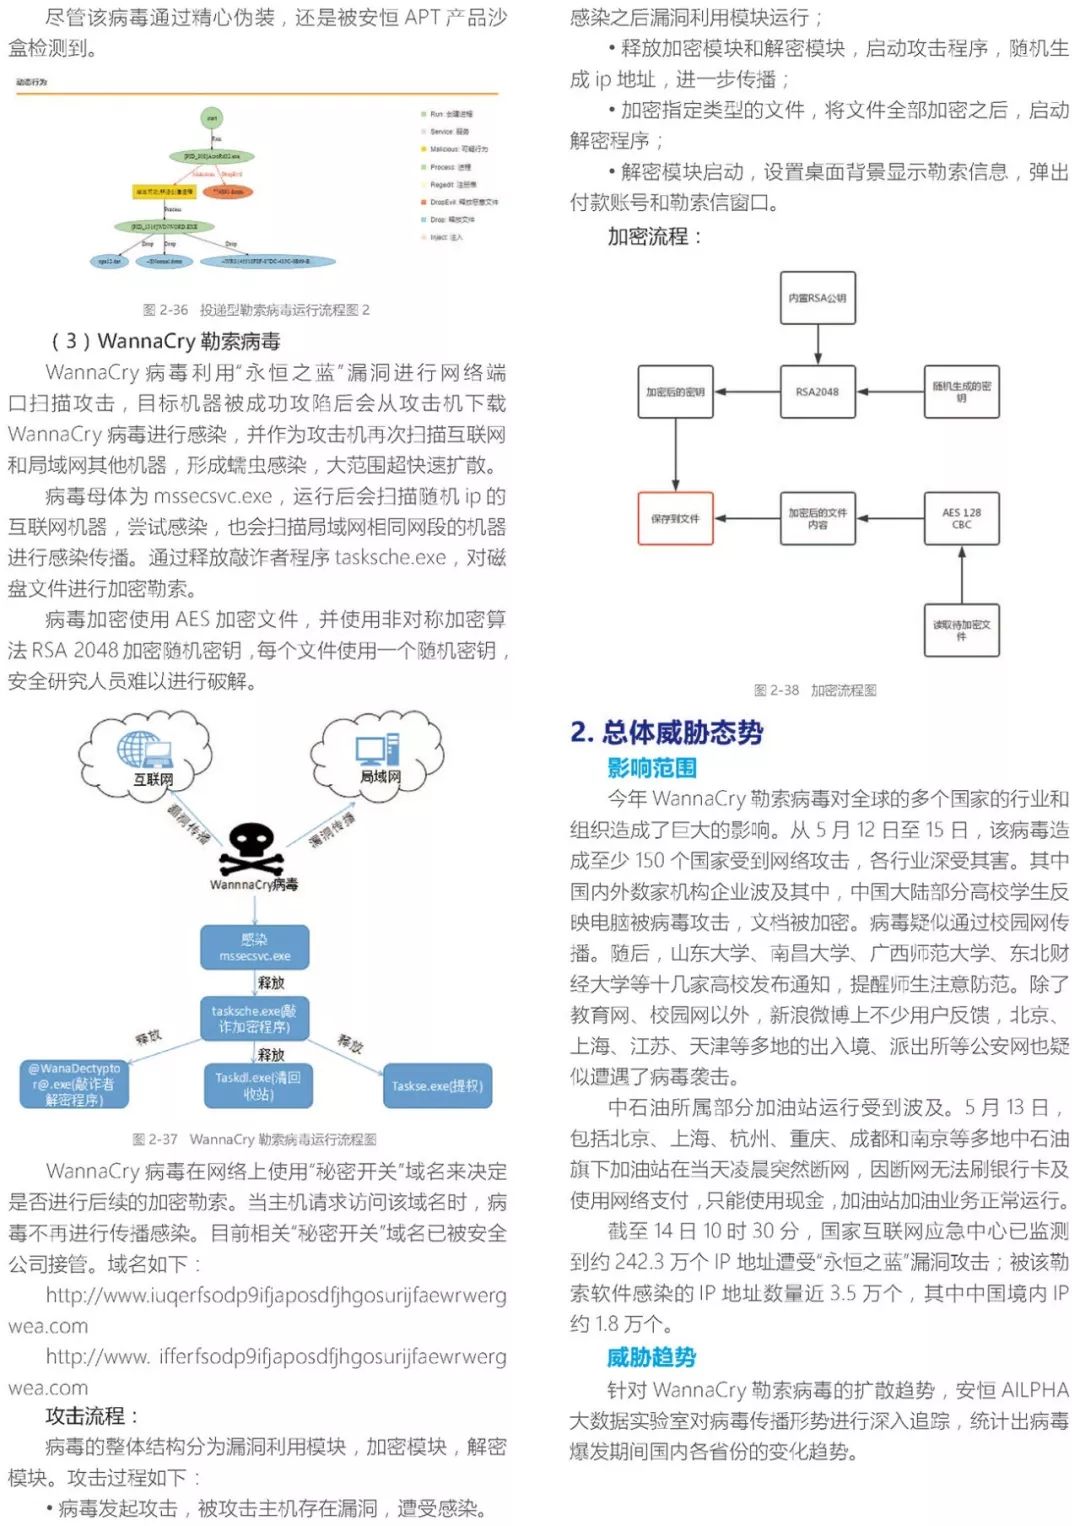 尽管该病毒通过精心伪装，还是被安恒 APT 产品沙
盒检测到。
动态行为
start
Run
Run: 创建进程
Service: 服务
Malicious: 可疑行为
Process: 进程
Regedit: 注册表
DropEvil: 释放恶意文件
Drop: 释放文件
Inject: 注入
Malicious
DropEvil
Process
Drop
Drop
Drop
图 2-36 投递型勒索病毒运行流程图 2
（3）WannaCry 勒索病毒
WannaCry 病毒利用“永恒之蓝”漏洞进行网络端
口扫描攻击，目标机器被成功攻陷后会从攻击机下载
WannaCry 病毒进行感染，并作为攻击机再次扫描互联网
和局域网其他机器，形成蠕虫感染，大范围超快速扩散。
病毒母体为 mssecsvc.exe，运行后会扫描随机 ip 的
互联网机器，尝试感染，也会扫描局域网相同网段的机器
进行感染传播。通过释放敲诈者程序 tasksche.exe，对磁
盘文件进行加密勒索。
病毒加密使用 AES 加密文件，并使用非对称加密算
法 RSA 2048 加密随机密钥，每个文件使用一个随机密钥，
安全研究人员难以进行破解。
互联网
局域网
漏洞传播
漏洞传播
WannnaCry病毒
感染
mssecsvc.exe
释放
tasksche.exe(敲
诈加密程序)
释放
释放
释放
@WanaDectypto
r@.exe(敲诈者
解密程序)
Taskdl.exe(清回
收站)
Taskse.exe(提权)
图 2-37 WannaCry 勒索病毒运行流程图
WannaCry 病毒在网络上使用“秘密开关”域名来决定
是否进行后续的加密勒索。当主机请求访问该域名时，病
毒不再进行传播感染。目前相关“秘密开关”域名已被安全
公司接管。域名如下：
http://www.iuqerfsodp9ifjaposdfjhgosurijfaewrwerg
wea.com
http://www. ifferfsodp9ifjaposdfjhgosurijfaewrwerg
wea.com
攻击流程：
病毒的整体结构分为漏洞利用模块，加密模块，解密
模块。攻击过程如下：
• 病毒发起攻击，被攻击主机存在漏洞，遭受感染。
感染之后漏洞利用模块运行；
• 释放加密模块和解密模块，启动攻击程序，随机生
成 ip 地址，进一步传播；
• 加密指定类型的文件，将文件全部加密之后，启动
解密程序；
• 解密模块启动，设置桌面背景显示勒索信息，弹出
付款账号和勒索信窗口。
加密流程：
内置RSA公钥
加密后的密钥
RSA2048
随机生成的密
钥
保存到文件
加密后的文件
内容
AES 128
CBC
读取待加密文
件
图 2-38 加密流程图
2. 总体威胁态势
影响范围
今年 WannaCry 勒索病毒对全球的多个国家的行业和
组织造成了巨大的影响。从 5 月 12 日至 15 日，该病毒造
成至少 150 个国家受到网络攻击，各行业深受其害。其中
国内外数家机构企业波及其中，中国大陆部分高校学生反
映电脑被病毒攻击，文档被加密。病毒疑似通过校园网传
播。随后，山东大学、南昌大学、广西师范大学、东北财
经大学等十几家高校发布通知，提醒师生注意防范。除了
教育网、校园网以外，新浪微博上不少用户反馈，北京、
上海、江苏、天津等多地的出入境、派出所等公安网也疑
似遭遇了病毒袭击。
中石油所属部分加油站运行受到波及。5 月 13 日，
包括北京、上海、杭州、重庆、成都和南京等多地中石油
旗下加油站在当天凌晨突然断网，因断网无法刷银行卡及
使用网络支付，只能使用现金，加油站加油业务正常运行。
截至 14 日 10 时 30 分，国家互联网应急中心已监测
到约 242.3 万个 IP 地址遭受“永恒之蓝”漏洞攻击；被该勒
索软件感染的 IP 地址数量近 3.5 万个，其中中国境内 IP
约 1.8 万个。
威胁趋势
针对 WannaCry 勒索病毒的扩散趋势，安恒 AILPHA
大数据实验室对病毒传播形势进行深入追踪，统计出病毒
爆发期间国内各省份的变化趋势。